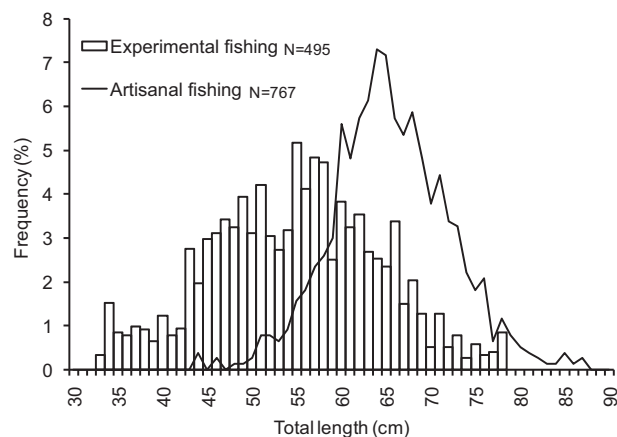 8
7
6
5
4
3
2
1
0
Frequency (%)
Experimental fishing N=495
Artisanal fishing N=767
30 35 40 45 50 55 60 65 70 75 80 85 90
Total length (cm)